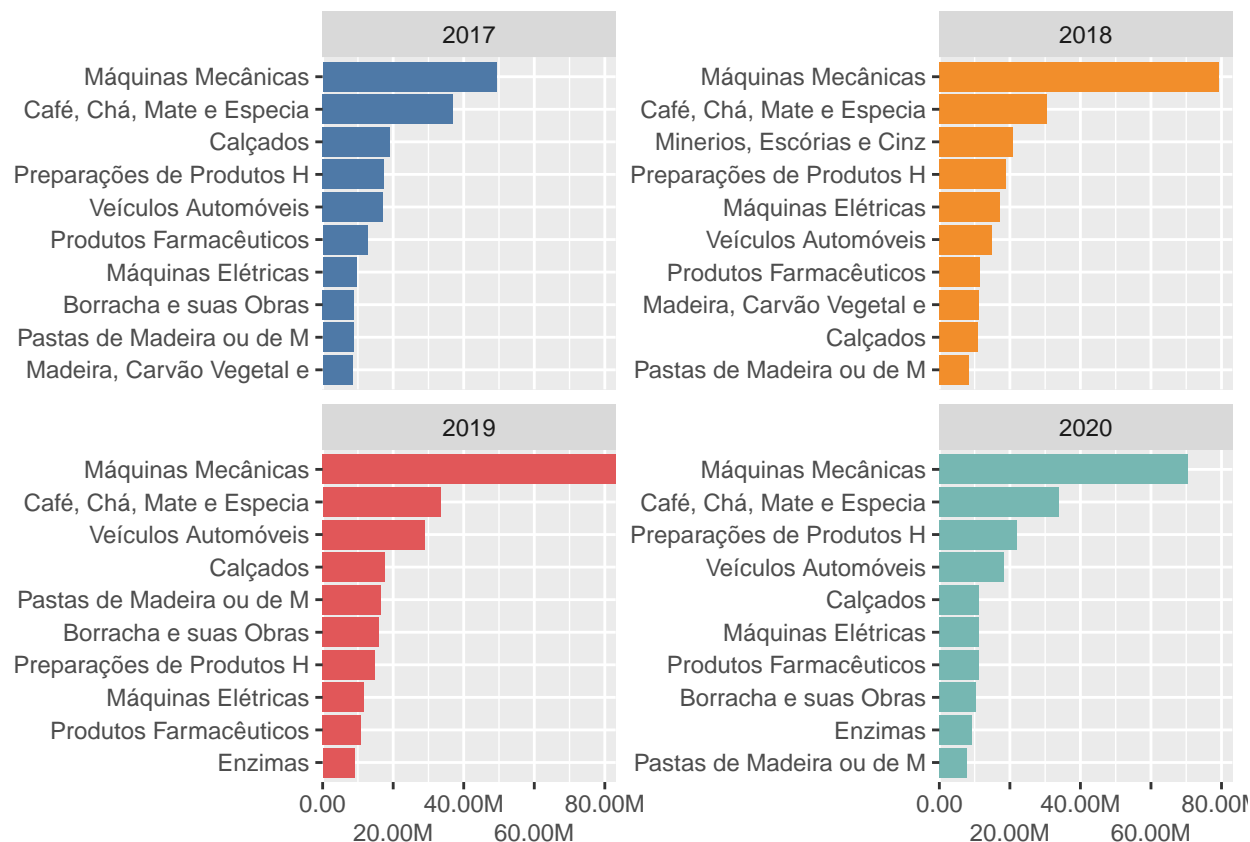 2017
Máquinas Mecânicas
Café, Chá, Mate e Especia
Calçados
Preparações de Produtos H
Veículos Automóveis
Produtos Farmacêuticos
Máquinas Elétricas
Borracha e suas Obras
Pastas de Madeira ou de M
Madeira, Carvão Vegetal e
2018
Máquinas Mecânicas
Café, Chá, Mate e Especia
Minerios, Escórias e Cinz
Preparações de Produtos H
Máquinas Elétricas
Veículos Automóveis
Produtos Farmacêuticos
Madeira, Carvão Vegetal e
Calçados
Pastas de Madeira ou de M
2019
Máquinas Mecânicas
Café, Chá, Mate e Especia
Veículos Automóveis
Calçados
Pastas de Madeira ou de M
Borracha e suas Obras
Preparações de Produtos H
Máquinas Elétricas
Produtos Farmacêuticos
Enzimas
0.00 40.00M 80.00M
20.00M 60.00M
2020
Máquinas Mecânicas
Café, Chá, Mate e Especia
Preparações de Produtos H
Veículos Automóveis
Calçados
Máquinas Elétricas
Produtos Farmacêuticos
Borracha e suas Obras
Enzimas
Pastas de Madeira ou de M
0.00 40.00M 80.00M
20.00M 60.00M